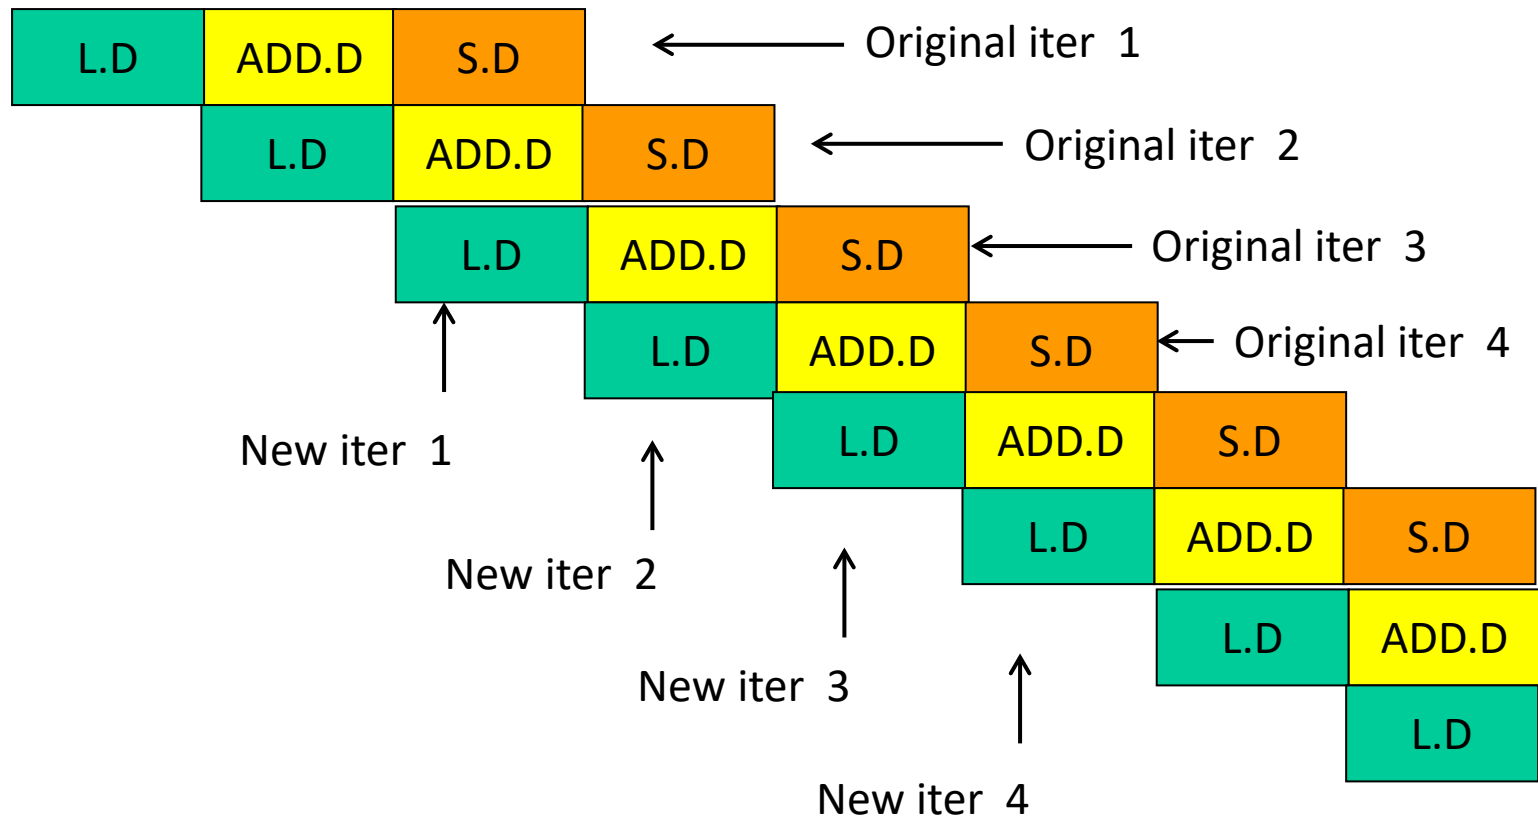 L.D ADD.D S.D Original iter 1
L.D ADD.D S.D Original iter 2
L.D ADD.D S.D Original iter 3
L.D ADD.D S.D Original iter 4
New iter 1
L.D ADD.D S.D
New iter 2
L.D ADD.D S.D
New iter 3
L.D ADD.D
New iter 4
L.D